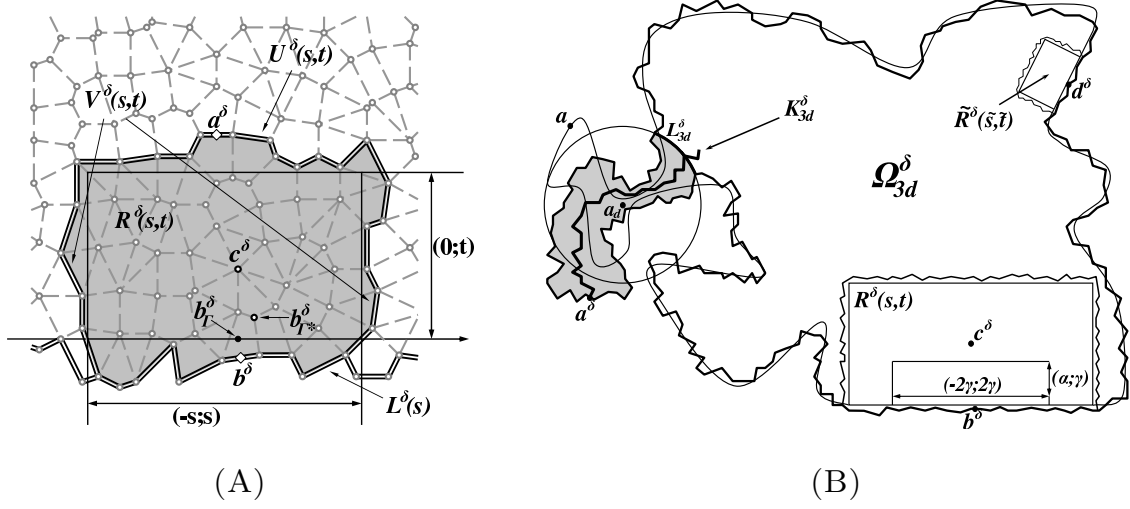 U^δ(s,t)
V^δ(s,t)
a^δ
R^δ(s,t)
(0;t)
c^δ
b_Γ^δ
b_Γ*^δ
b^δ
L^δ(s)
(-s;s)
(A)
a
L_3d^δ
K_3d^δ
d^δ
R̃^δ(s̃,t̃)
Ω_3d^δ
a_d
a^δ
R^δ(s,t)
c^δ
(-2γ;2γ)
(α;γ)
b^δ
(B)